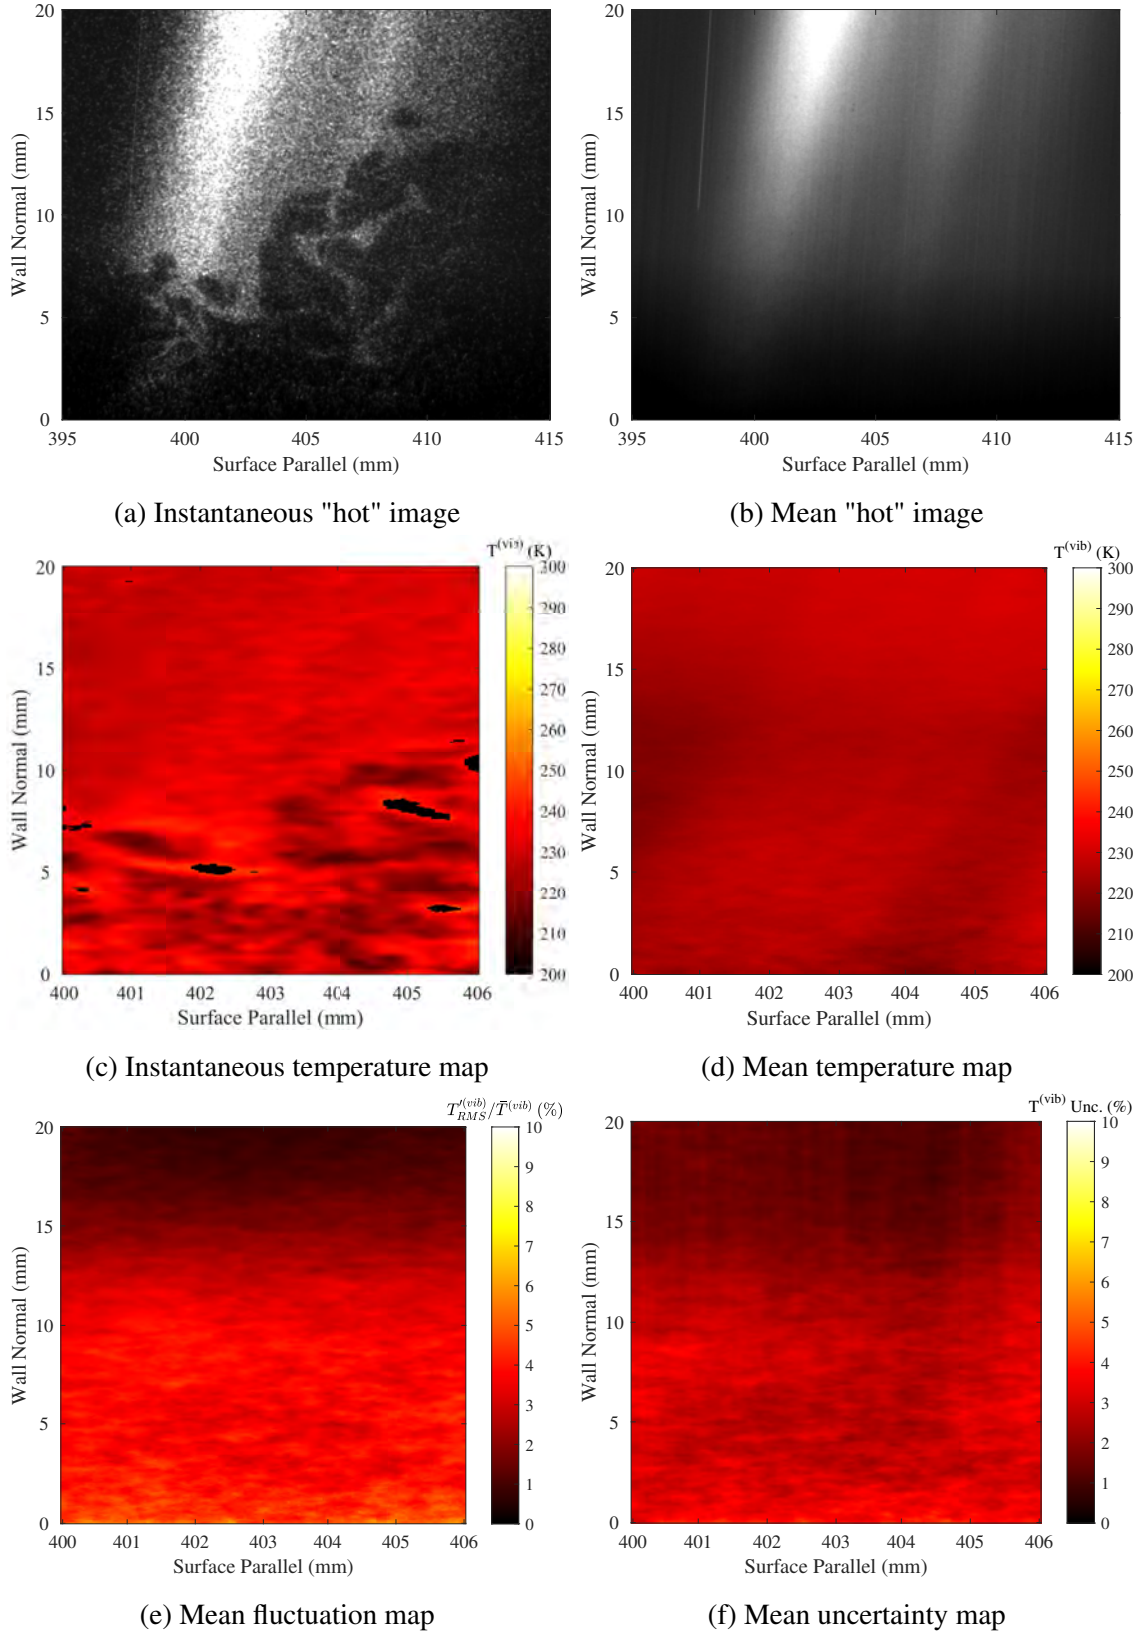 20
15
10
5
0
Wall Normal (mm)
395 400 405 410 415
Surface Parallel (mm)
(a) Instantaneous "hot" image
20
15
10
5
0
Wall Normal (mm)
395 400 405 410 415
Surface Parallel (mm)
(b) Mean "hot" image
T(vib) (K)
20
15
10
5
0
Wall Normal (mm)
300
290
280
270
260
250
240
230
220
210
200
400 401 402 403 404 405 406
Surface Parallel (mm)
(c) Instantaneous temperature map
T(vib) (K)
20
15
10
5
0
Wall Normal (mm)
300
290
280
270
260
250
240
230
220
210
200
400 401 402 403 404 405 406
Surface Parallel (mm)
(d) Mean temperature map
T′(vib)RMS/T̄(vib) (%)
20
15
10
5
0
Wall Normal (mm)
10
9
8
7
6
5
4
3
2
1
0
400 401 402 403 404 405 406
Surface Parallel (mm)
(e) Mean fluctuation map
T(vib) Unc. (%)
20
15
10
5
0
Wall Normal (mm)
10
9
8
7
6
5
4
3
2
1
0
400 401 402 403 404 405 406
Surface Parallel (mm)
(f) Mean uncertainty map